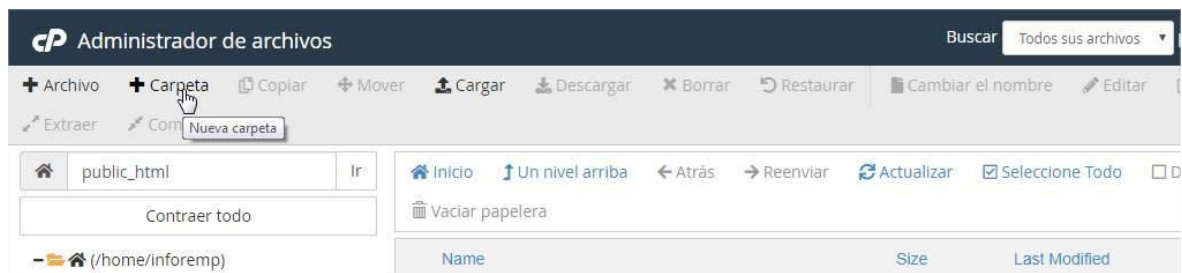 cP Administrador de archivos
Buscar Todos sus archivos
Archivo Carpeta Copiar Mover Cargar Descargar Borrar Restaurar Cambiar el nombre Editar
Extraer Com
Nueva carpeta
public_html Ir
Inicio Un nivel arriba Atrás Reenviar Actualizar Seleccione Todo D
Contraer todo
Vaciar papelera
(/home/inforemp)
Name Size Last Modified